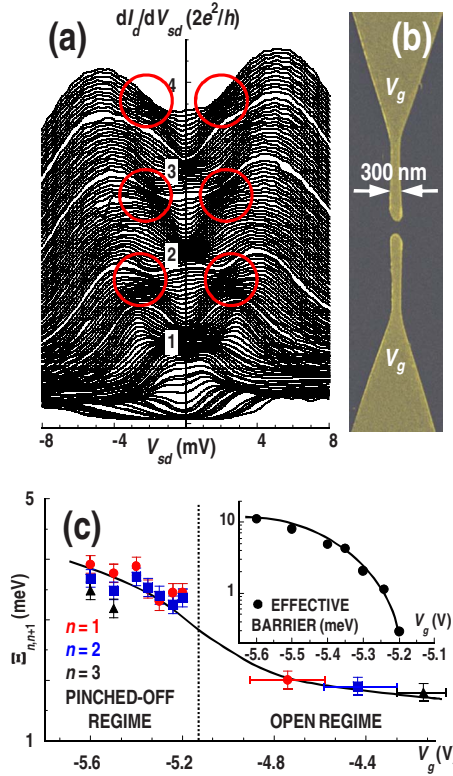 (a)
dI_d/dV_sd (2e²/h)
4
3
2
1
-8
-4
0
4
8
V_sd (mV)
(b)
V_g
300 nm
V_g
(c)
5
Ξ_n,n+1 (meV)
1
n = 1
n = 2
n = 3
PINCHED-OFF
REGIME
OPEN REGIME
-5.6
-5.2
-4.8
-4.4
V_g (V)
10
1
EFFECTIVE
BARRIER (meV)
V_g (V)
-5.6
-5.5
-5.4
-5.3
-5.2
-5.1